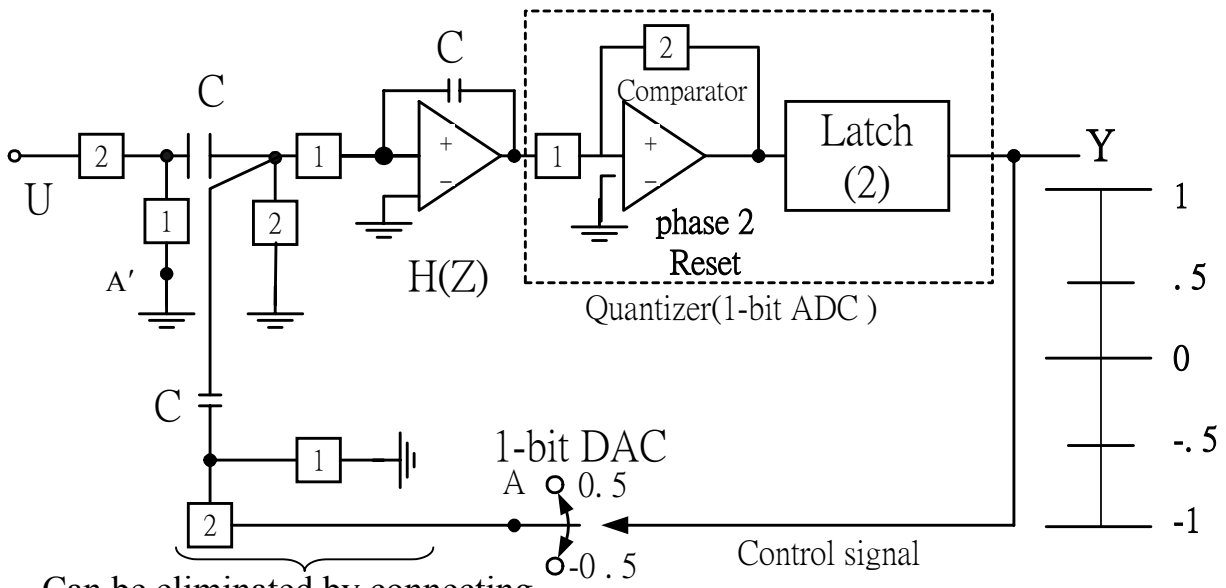 C
C
2
Comparator
2
1
1
Latch
(2)
Y
U
+
−
+
−
1
2
phase 2
Reset
1
A′
H(Z)
. 5
Quantizer(1-bit ADC )
0
C
1
1-bit DAC
-. 5
A
0. 5
2
-1
Control signal
-0 . 5
Can be eliminated by connecting